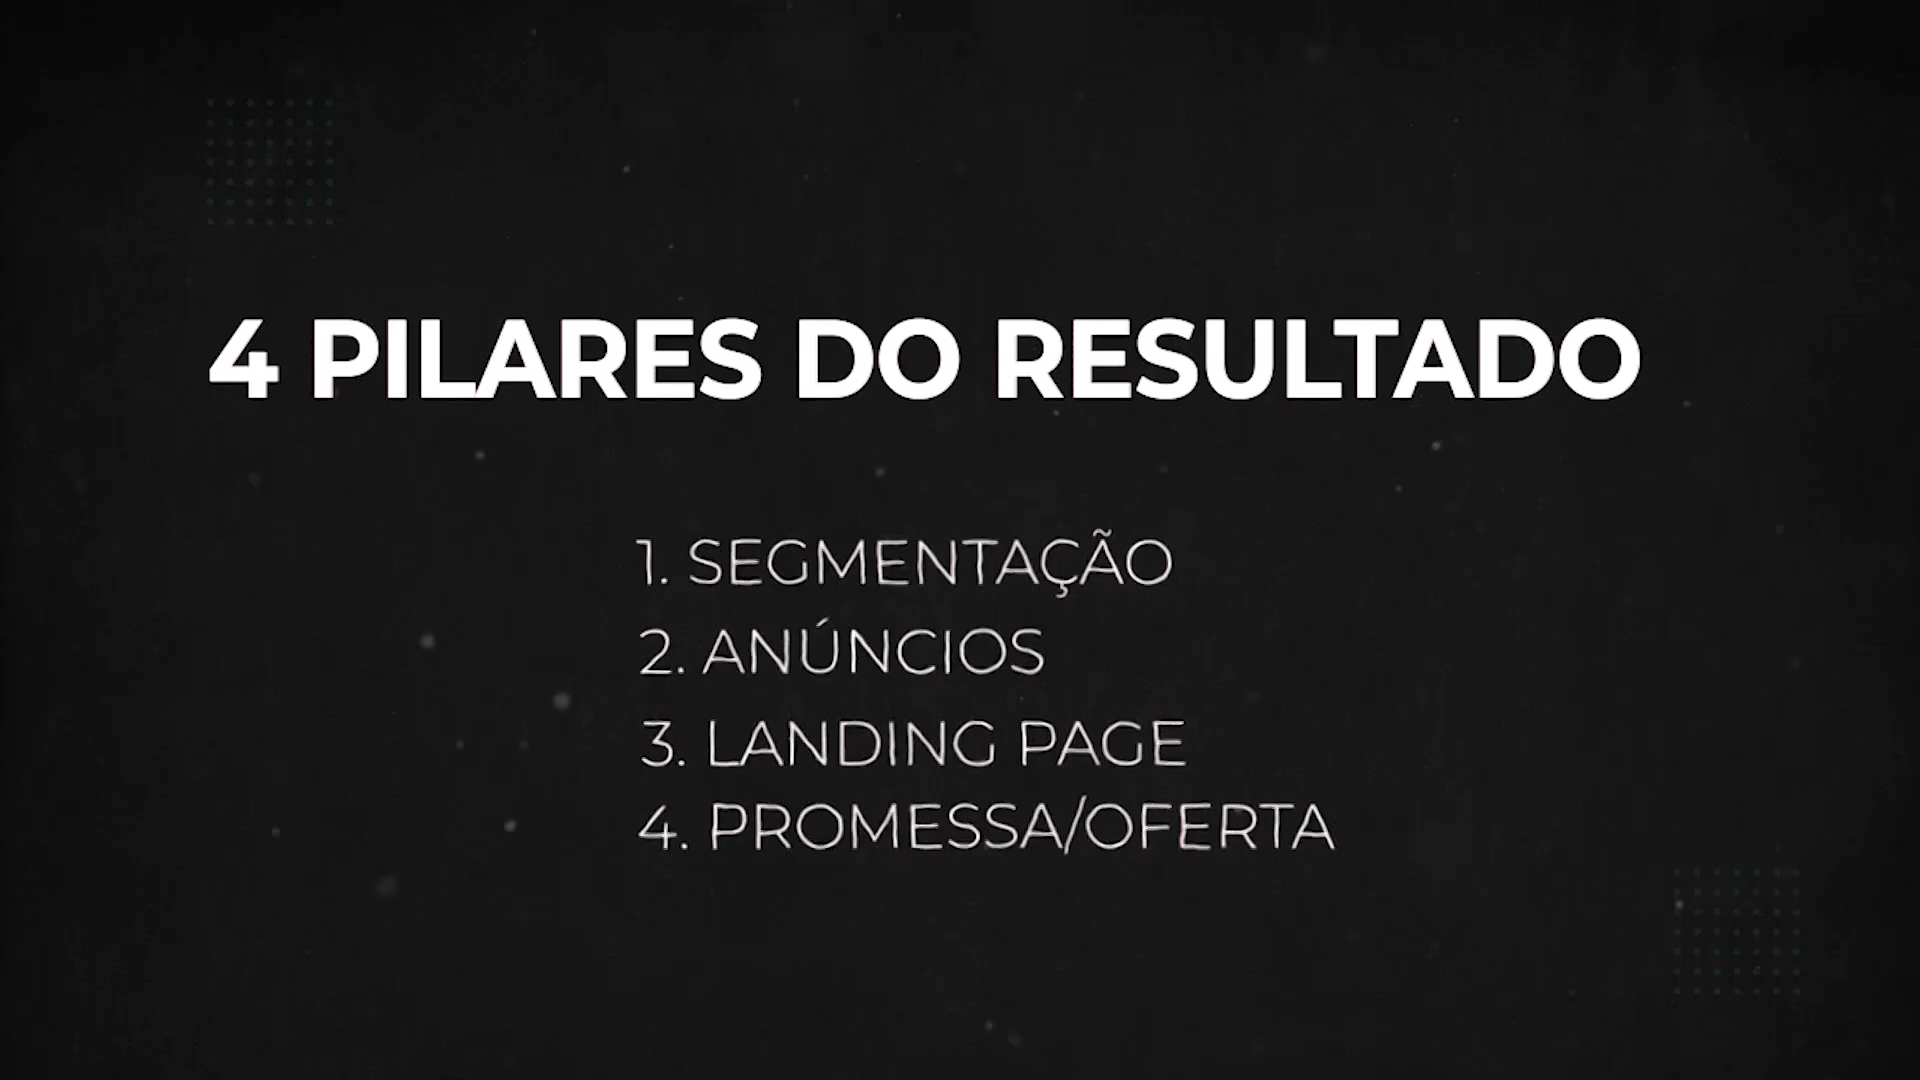 4 PILARES DO RESULTADO
1. SEGMENTAÇÃO
2. ANÚNCIOS
3. LANDING PAGE
4. PROMESSA/OFERTA